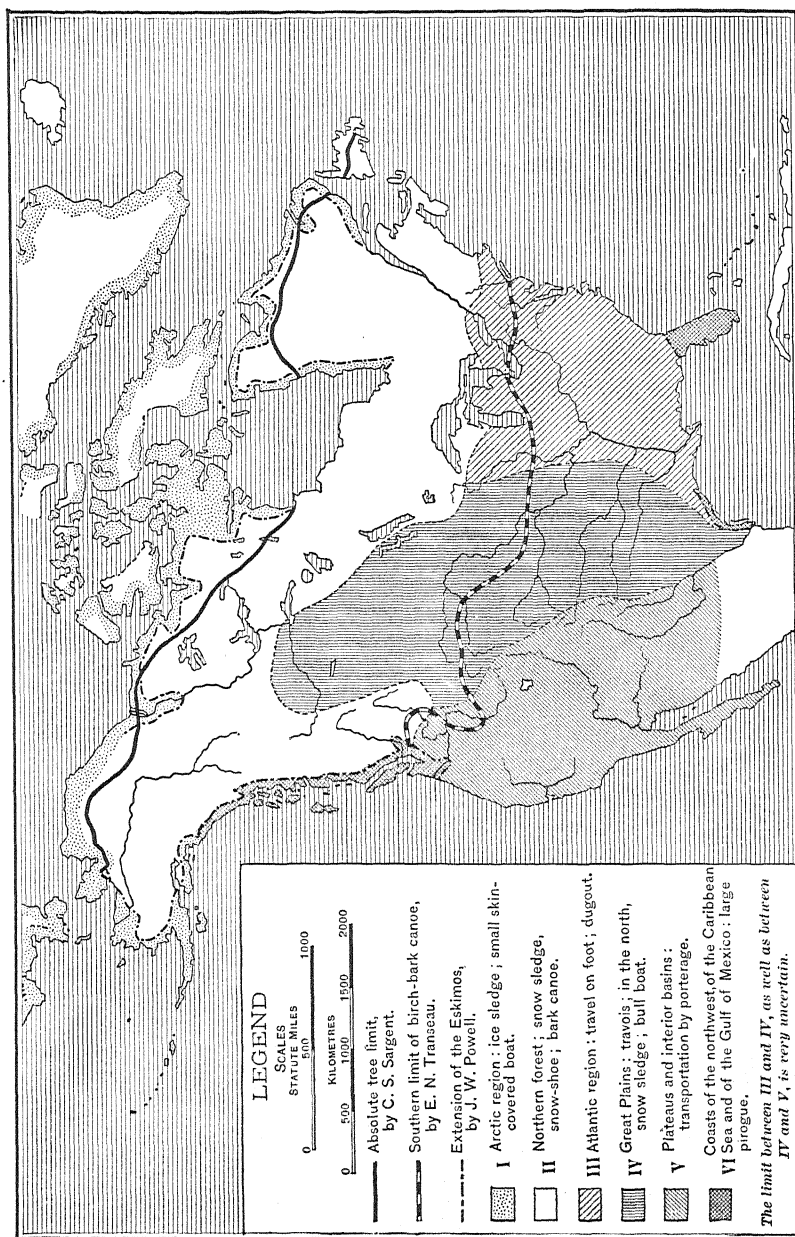 LEGEND
SCALES
STATUTE MILES
0 500 1000
KILOMETRES
0 500 1000 1500 2000
Absolute tree limit,
by C. S. Sargent.
Southern limit of birch-bark canoe,
by E. N. Transeau.
Extension of the Eskimos,
by J. W. Powell.
I Arctic region : ice sledge ; small skin-
covered boat.
II Northern forest ; snow sledge,
snow-shoe ; bark canoe.
III Atlantic region : travel on foot ; dugout.
IV Great Plains : travois ; in the north,
snow sledge ; bull boat.
V Plateaus and interior basins :
transportation by porterage.
Coasts of the northwest, of the Caribbean
VI Sea and of the Gulf of Mexico : large
pirogue.
The limit between III and IV, as well as between
IV and V, is very uncertain.